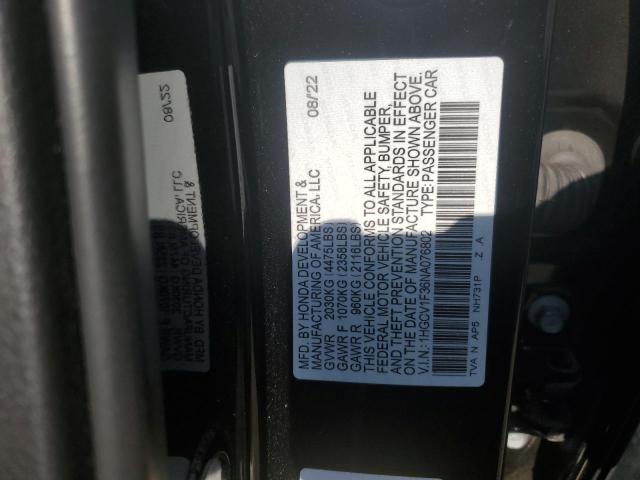 MFD. BY HONDA DEVELOPMENT &
MANUFACTURING OF AMERICA, LLC 08/22
GVWR 2030KG (4475LBS)
GAWR F 1070KG (2358LBS)
GAWR R 960KG (2116LBS)
THIS VEHICLE CONFORMS TO ALL APPLICABLE
FEDERAL MOTOR VEHICLE SAFETY, BUMPER,
AND THEFT PREVENTION STANDARDS IN EFFECT
ON THE DATE OF MANUFACTURE SHOWN ABOVE.
V.I.N.: 1HGCV1F36NA076802 TYPE: PASSENGER CAR
TVA N AP5 NH731P Z A